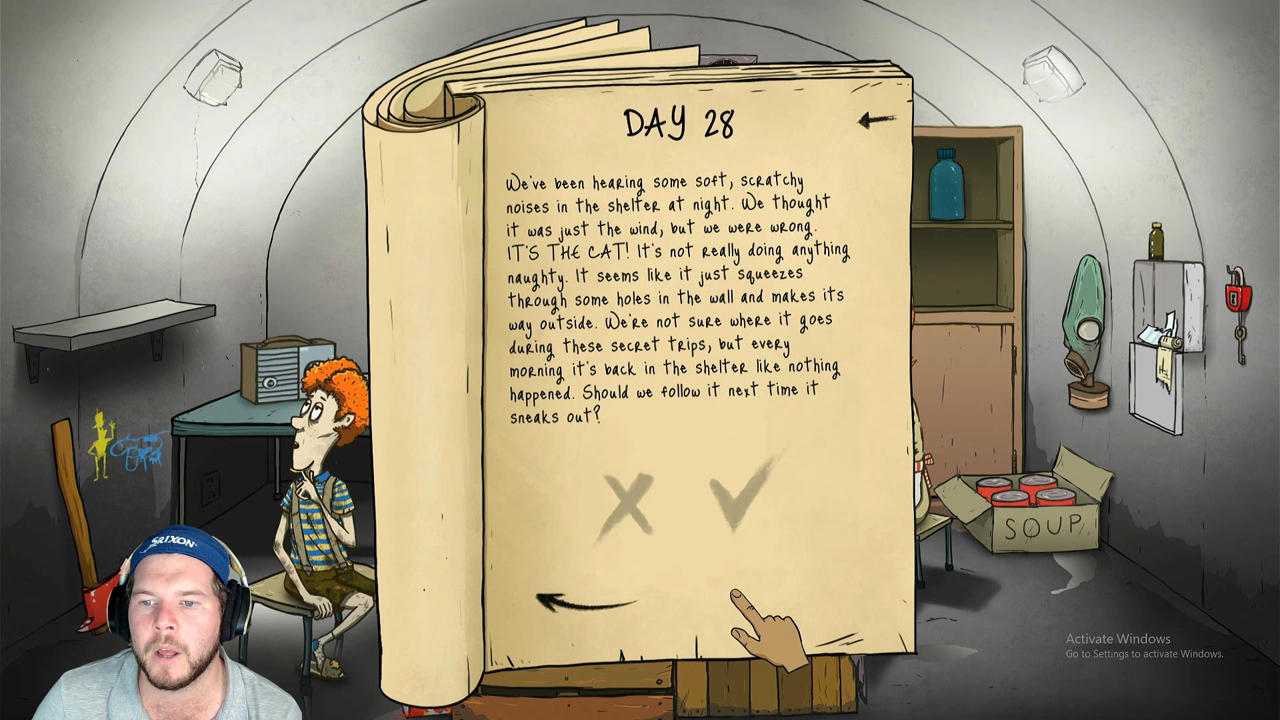 DAY 28
We've been hearing some soft, scratchy
noises in the shelter at night. We thought
it was just the wind, but we were wrong.
IT'S THE CAT! It's not really doing anything
naughty. It seems like it just squeezes
through some holes in the wall and makes its
way outside. We're not sure where it goes
during these secret trips, but every
morning it's back in the shelter like nothing
happened. Should we follow it next time it
sneaks out?
SOUP
SRIXON
Activate Windows
Go to Settings to activate Windows.